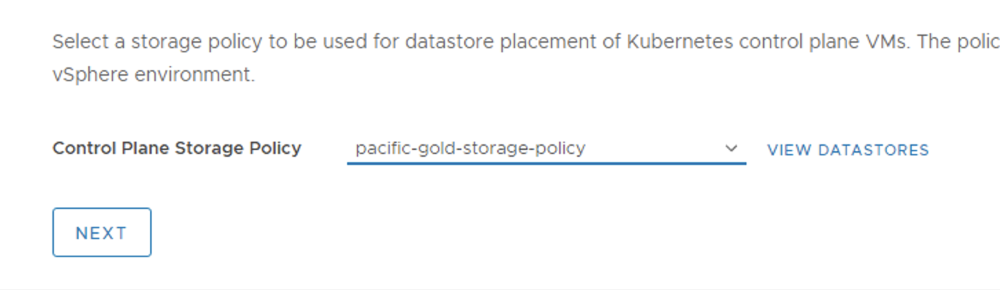 Select a storage policy to be used for datastore placement of Kubernetes control plane VMs. The polic
vSphere environment.
Control Plane Storage Policy pacific-gold-storage-policy VIEW DATASTORES
NEXT